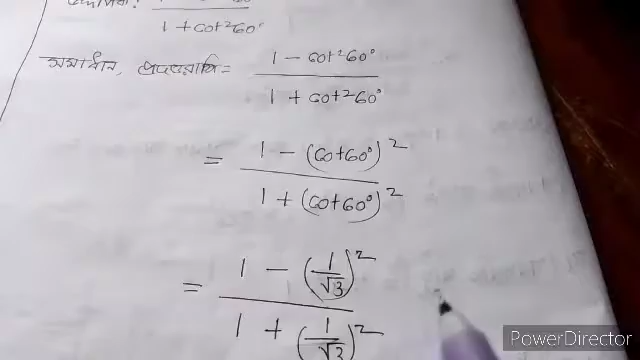 1 + cot²60°
সমাধান, প্রদত্তরাশি = (1 - cot²60°) / (1 + cot²60°)
= (1 - (cot60°)²) / (1 + (cot60°)²)
= (1 - (1/√3)²) / (1 + (1/√3)²)
PowerDirector